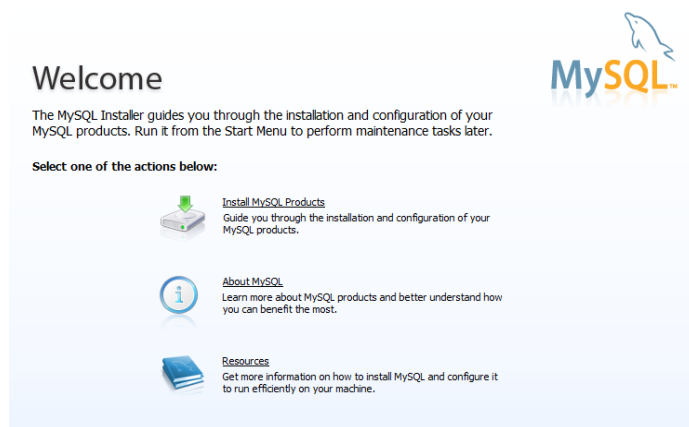 MySQL™
Welcome
The MySQL Installer guides you through the installation and configuration of your
MySQL products. Run it from the Start Menu to perform maintenance tasks later.
Select one of the actions below:
Install MySQL Products
Guide you through the installation and configuration of your
MySQL products.
About MySQL
Learn more about MySQL products and better understand how
you can benefit the most.
Resources
Get more information on how to install MySQL and configure it
to run efficiently on your machine.